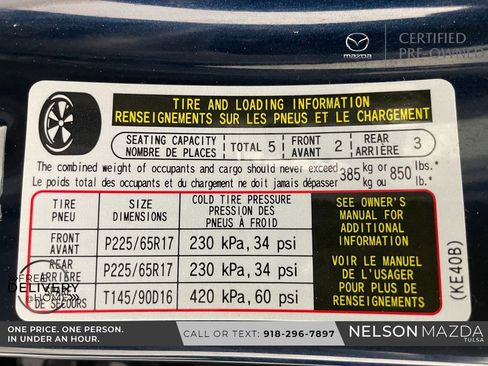 mazda
CERTIFIED
PRE-OWNED
TIRE AND LOADING INFORMATION
RENSEIGNEMENTS SUR LES PNEUS ET LE CHARGEMENT
SEATING CAPACITY
NOMBRE DE PLACES
TOTAL 5
FRONT
AVANT 2
REAR
ARRIÈRE 3
The combined weight of occupants and cargo should never exceed
Le poids total des occupants et du chargement ne doit jamais dépasser
385 kg or
kg ou 850 lbs.*
lb.*
TIRE
PNEU
SIZE
DIMENSIONS
COLD TIRE PRESSURE
PRESSION DES
PNEUS À FROID
SEE OWNER'S
MANUAL FOR
ADDITIONAL
INFORMATION
VOIR LE MANUEL
DE L'USAGER
POUR PLUS DE
RENSEIGNEMENTS
FRONT
AVANT
P225/65R17
230 kPa, 34 psi
REAR
ARRIÈRE
P225/65R17
230 kPa, 34 psi
DE SECOURS
T145/90D16
420 kPa, 60 psi
(KE40B)
FREE
DELIVERY
@HOME
ONE PRICE. ONE PERSON.
IN UNDER AN HOUR.
CALL OR TEXT: 918-296-7897
NELSON MAZDA
TULSA